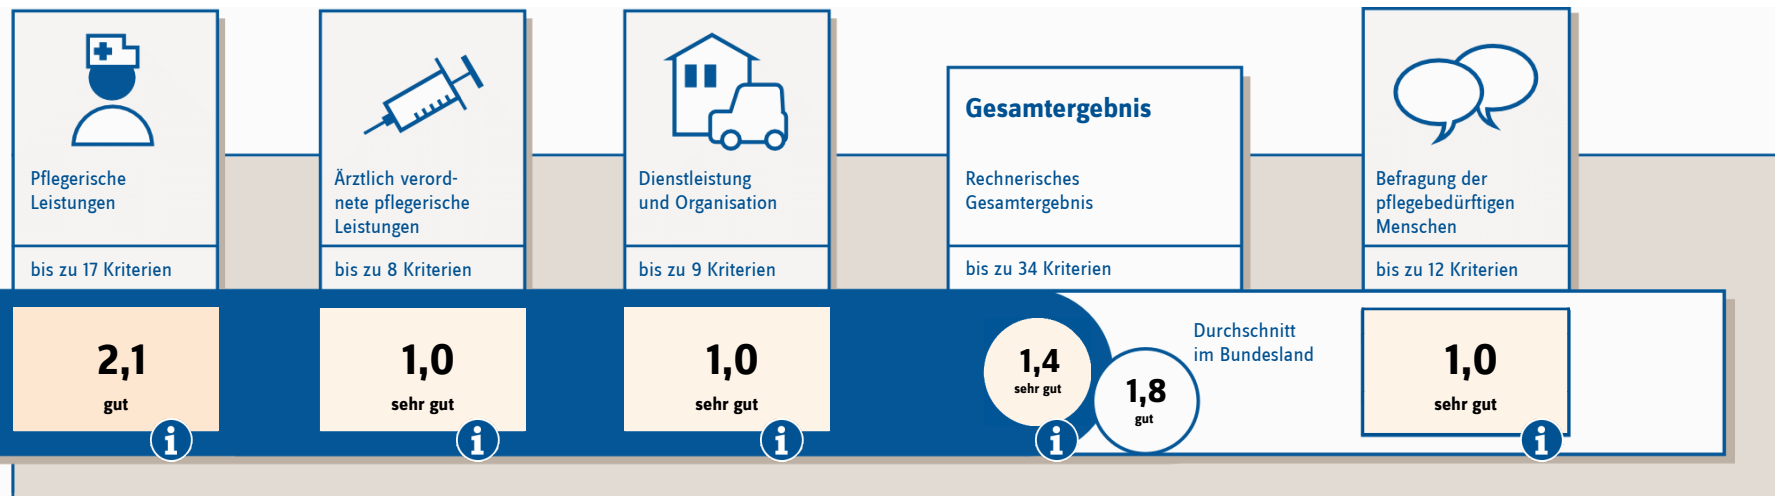 Pflegerische
Leistungen
bis zu 17 Kriterien
2,1
gut
i
Ärztlich verord-
nete pflegerische
Leistungen
bis zu 8 Kriterien
1,0
sehr gut
i
Dienstleistung
und Organisation
bis zu 9 Kriterien
1,0
sehr gut
i
Gesamtergebnis
Rechnerisches
Gesamtergebnis
bis zu 34 Kriterien
1,4
sehr gut
i
1,8
gut
Durchschnitt
im Bundesland
Befragung der
pflegebedürftigen
Menschen
bis zu 12 Kriterien
1,0
sehr gut
i